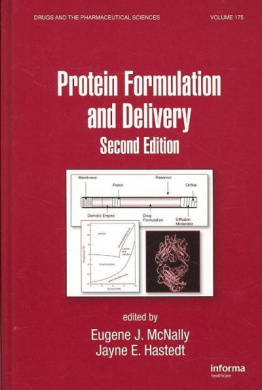 DRUGS AND THE PHARMACEUTICAL SCIENCES
VOLUME 175
Protein Formulation
and Delivery
Second Edition
Membrane
Reservoir
Piston
Orifice
Osmotic Engine
Drug
Formulation
Diffusion
Moderator
edited by
Eugene J. McNally
Jayne E. Hastedt
informa
healthcare